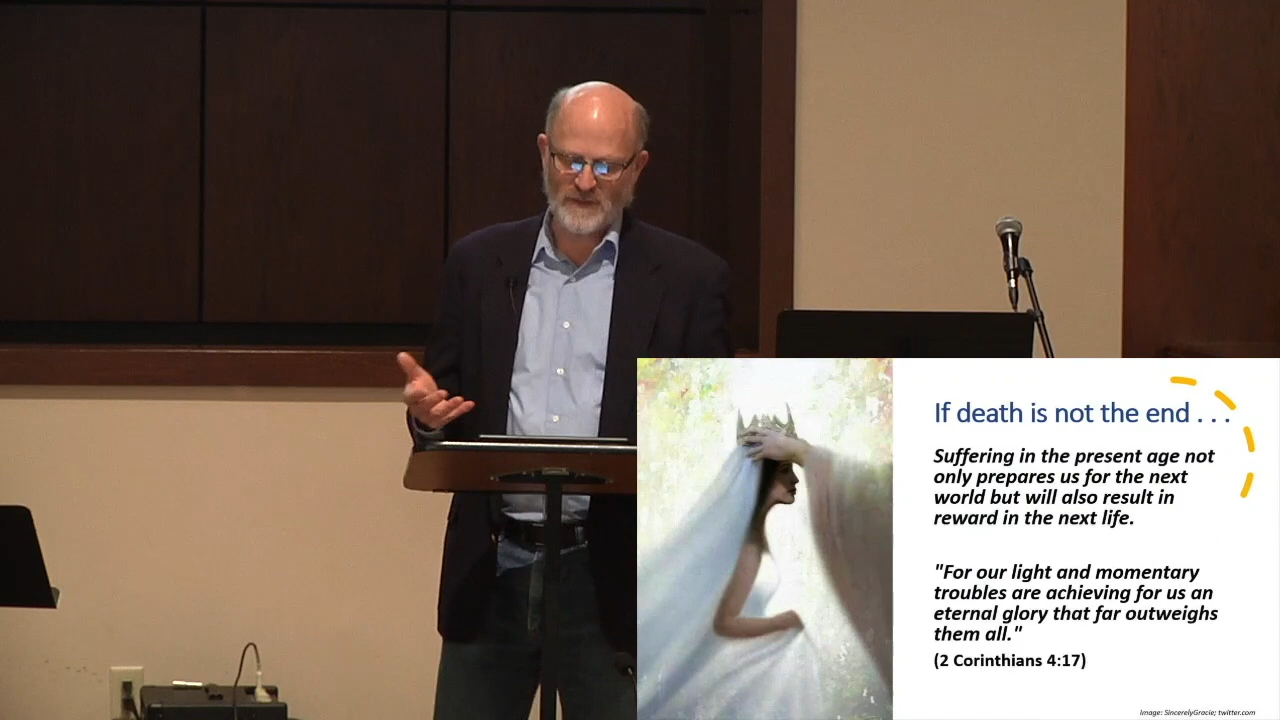 If death is not the end . . .
Suffering in the present age not
only prepares us for the next
world but will also result in
reward in the next life.
"For our light and momentary
troubles are achieving for us an
eternal glory that far outweighs
them all."
(2 Corinthians 4:17)
Image: SincerelyGracie; twitter.com